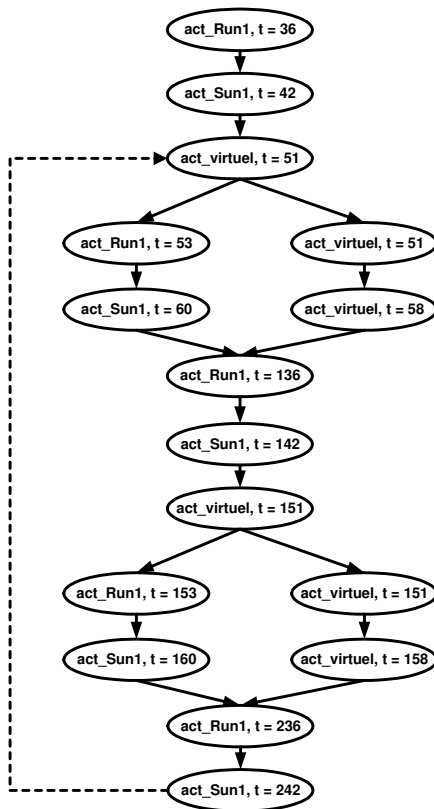 act_Run1, t = 36
act_Sun1, t = 42
act_virtuel, t = 51
act_Run1, t = 53
act_virtuel, t = 51
act_Sun1, t = 60
act_virtuel, t = 58
act_Run1, t = 136
act_Sun1, t = 142
act_virtuel, t = 151
act_Run1, t = 153
act_virtuel, t = 151
act_Sun1, t = 160
act_virtuel, t = 158
act_Run1, t = 236
act_Sun1, t = 242